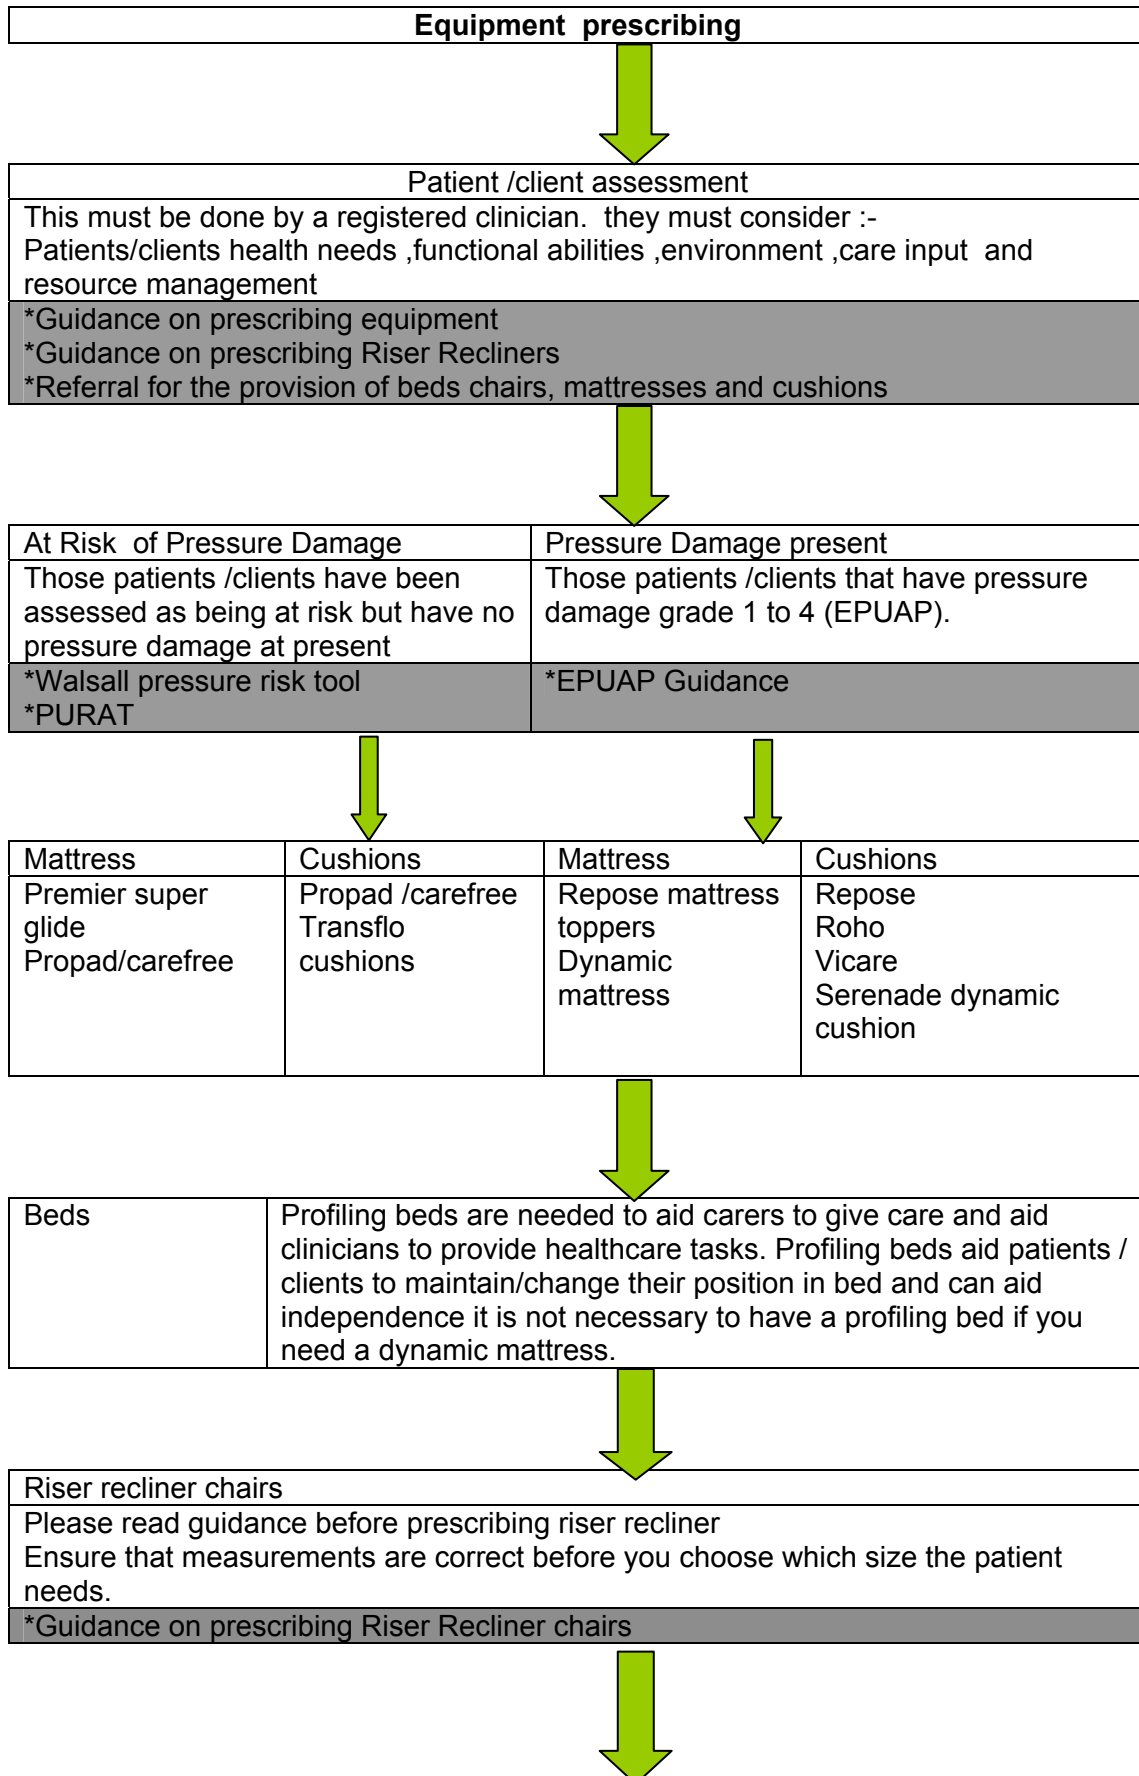 Equipment  prescribing
Patient /client assessment
This must be done by a registered clinician.  they must consider :-
Patients/clients health needs ,functional abilities ,environment ,care input  and
resource management
*Guidance on prescribing equipment
*Guidance on prescribing Riser Recliners
*Referral for the provision of beds chairs, mattresses and cushions
At Risk  of Pressure Damage
Those patients /clients have been
assessed as being at risk but have no
pressure damage at present
*Walsall pressure risk tool
*PURAT
Pressure Damage present
Those patients /clients that have pressure
damage grade 1 to 4 (EPUAP).
*EPUAP Guidance
Mattress
Premier super
glide
Propad/carefree
Cushions
Propad /carefree
Transflo
cushions
Mattress
Repose mattress
toppers
Dynamic
mattress
Cushions
Repose
Roho
Vicare
Serenade dynamic
cushion
Beds
Profiling beds are needed to aid carers to give care and aid
clinicians to provide healthcare tasks. Profiling beds aid patients /
clients to maintain/change their position in bed and can aid
independence it is not necessary to have a profiling bed if you
need a dynamic mattress.
Riser recliner chairs
Please read guidance before prescribing riser recliner
Ensure that measurements are correct before you choose which size the patient
needs.
*Guidance on prescribing Riser Recliner chairs